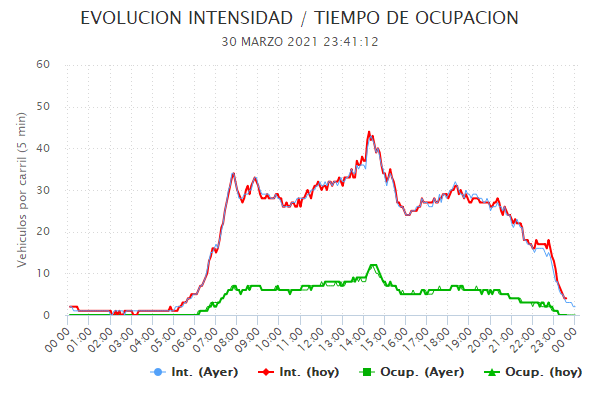 EVOLUCION INTENSIDAD / TIEMPO DE OCUPACION
30 MARZO 2021 23:41:12
Vehiculos por carril (5 min)
60
50
40
30
20
10
0
00:00 01:00 02:00 03:00 04:00 05:00 06:00 07:00 08:00 09:00 10:00 11:00 12:00 13:00 14:00 15:00 16:00 17:00 18:00 19:00 20:00 21:00 22:00 23:00 00:00
Int. (Ayer) Int. (hoy) Ocup. (Ayer) Ocup. (hoy)